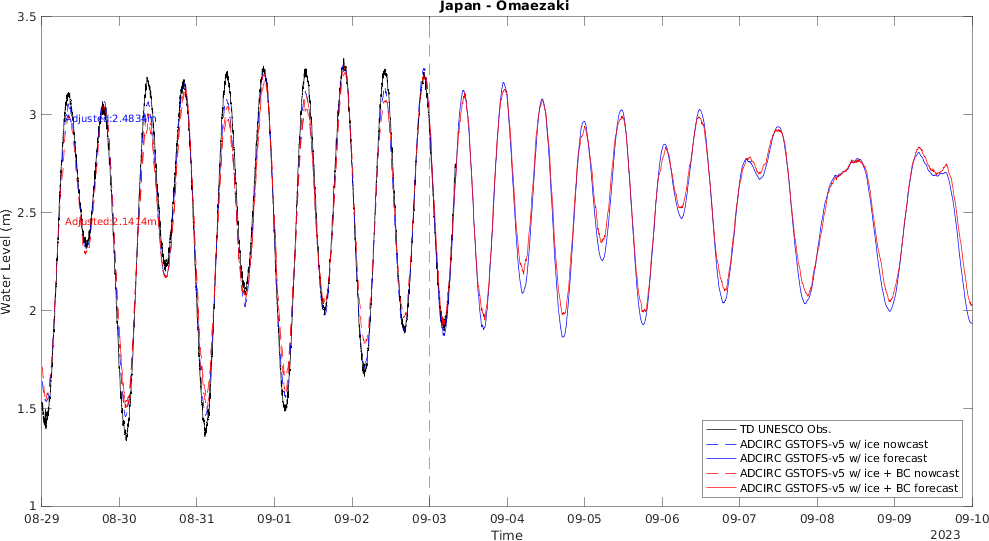 Japan - Omaezaki
3.5
3
2.5
2
1.5
1
Water Level (m)
Adjusted:2.4834m
Adjusted:2.1414m
TD UNESCO Obs.
ADCIRC GSTOFS-v5 w/ ice nowcast
ADCIRC GSTOFS-v5 w/ ice forecast
ADCIRC GSTOFS-v5 w/ ice + BC nowcast
ADCIRC GSTOFS-v5 w/ ice + BC forecast
08-29 08-30 08-31 09-01 09-02 09-03 09-04 09-05 09-06 09-07 09-08 09-09 09-10
Time
2023